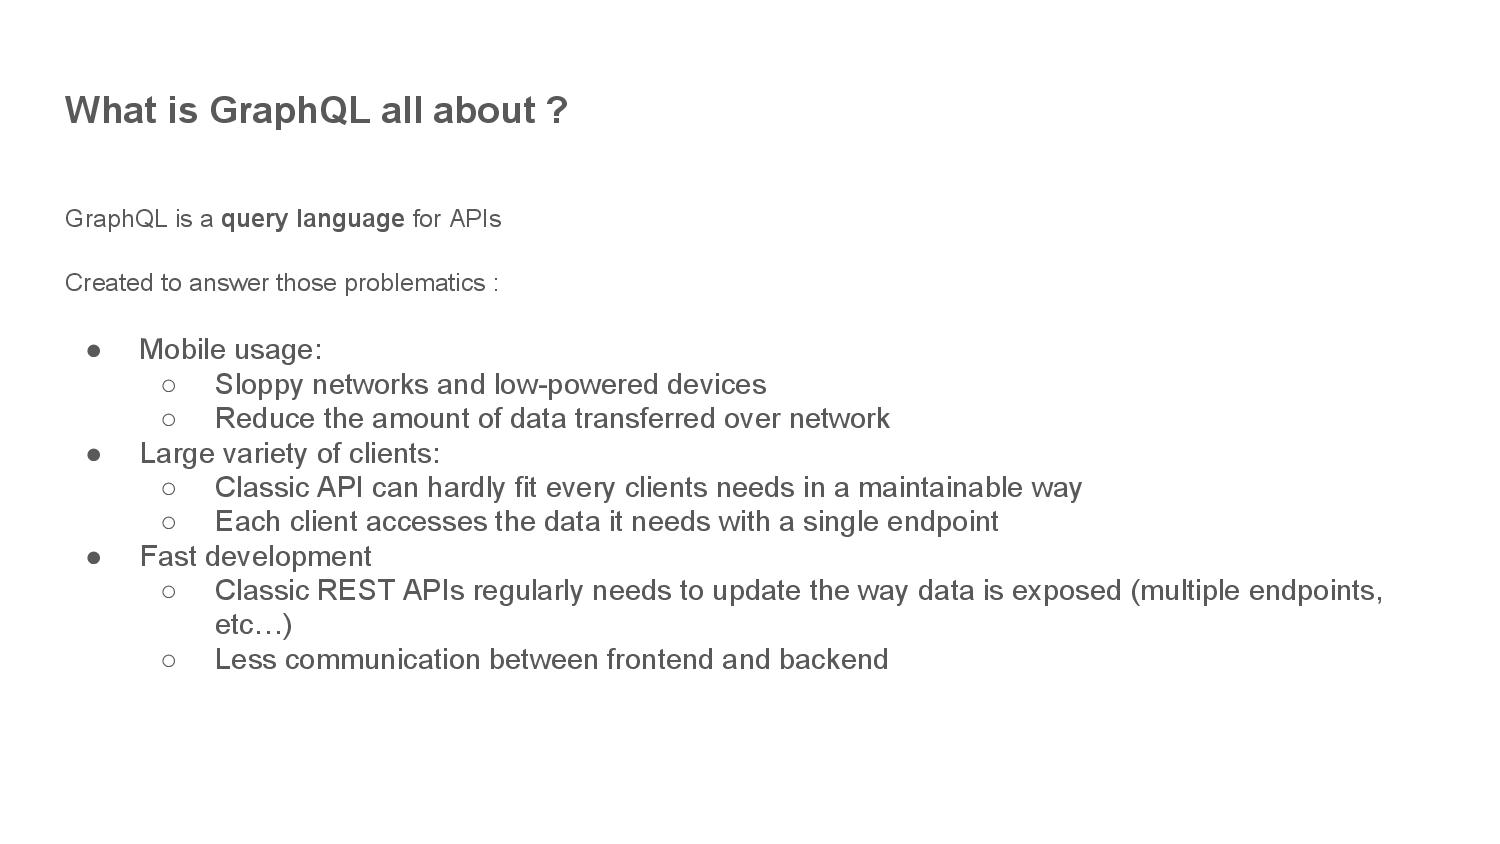 What is GraphQL all about ?
GraphQL is a query language for APIs
Created to answer those problematics :
● Mobile usage:
○ Sloppy networks and low-powered devices
○ Reduce the amount of data transferred over network
● Large variety of clients:
○ Classic API can hardly fit every clients needs in a maintainable way
○ Each client accesses the data it needs with a single endpoint
● Fast development
○ Classic REST APIs regularly needs to update the way data is exposed (multiple endpoints,
etc…)
○ Less communication between frontend and backend